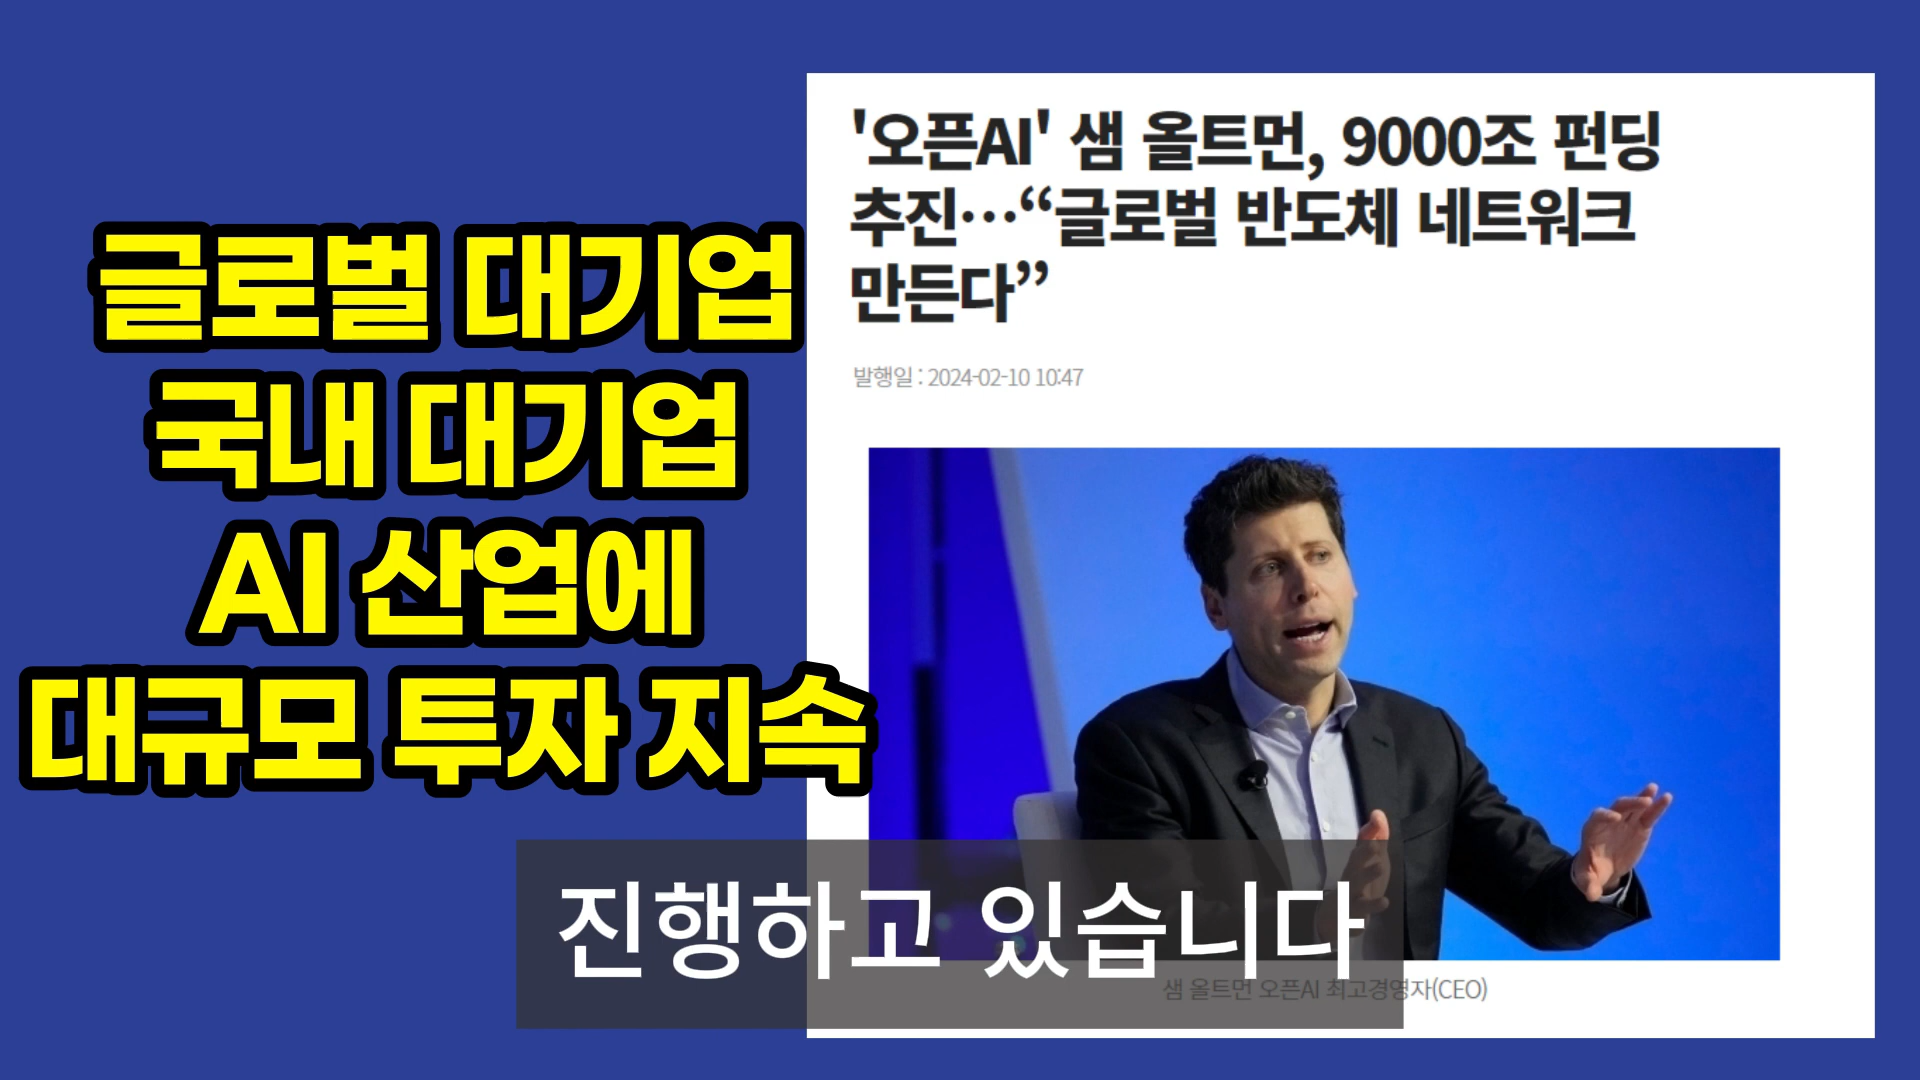 글로벌 대기업
국내 대기업
AI 산업에
대규모 투자 지속
'오픈AI' 샘 올트먼, 9000조 펀딩
추진…“글로벌 반도체 네트워크
만든다”
발행일 : 2024-02-10 10:47
샘 올트먼 오픈AI 최고경영자(CEO)
진행하고 있습니다